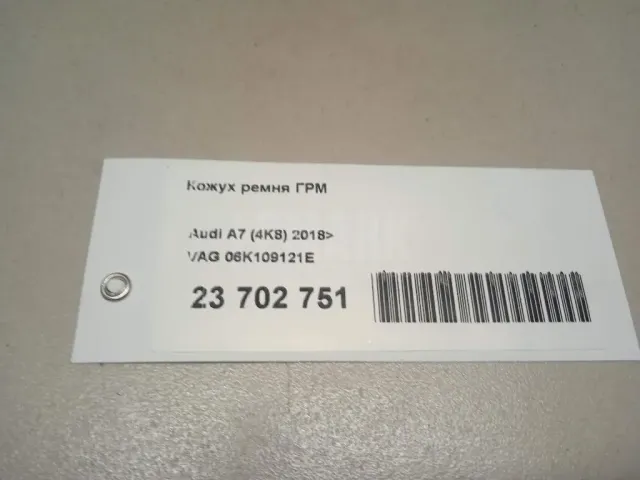 Кожух ремня ГРМ
Audi A7 (4K8) 2018>
VAG 06K109121E
23 702 751